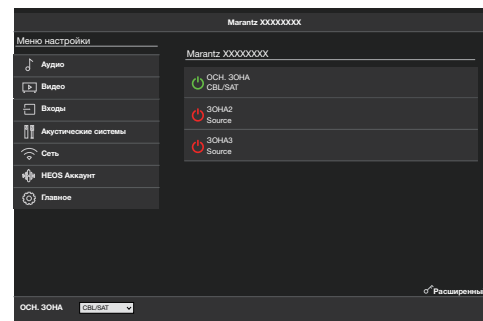 Marantz XXXXXXXX
Меню настройки
Аудио
Видео
Входы
Акустические системы
Сеть
HEOS Аккаунт
Главное
Marantz XXXXXXXX
ОСН. ЗОНА
CBL/SAT
ЗОНА2
Source
ЗОНА3
Source
Расширенны
ОСН. ЗОНА CBL/SAT